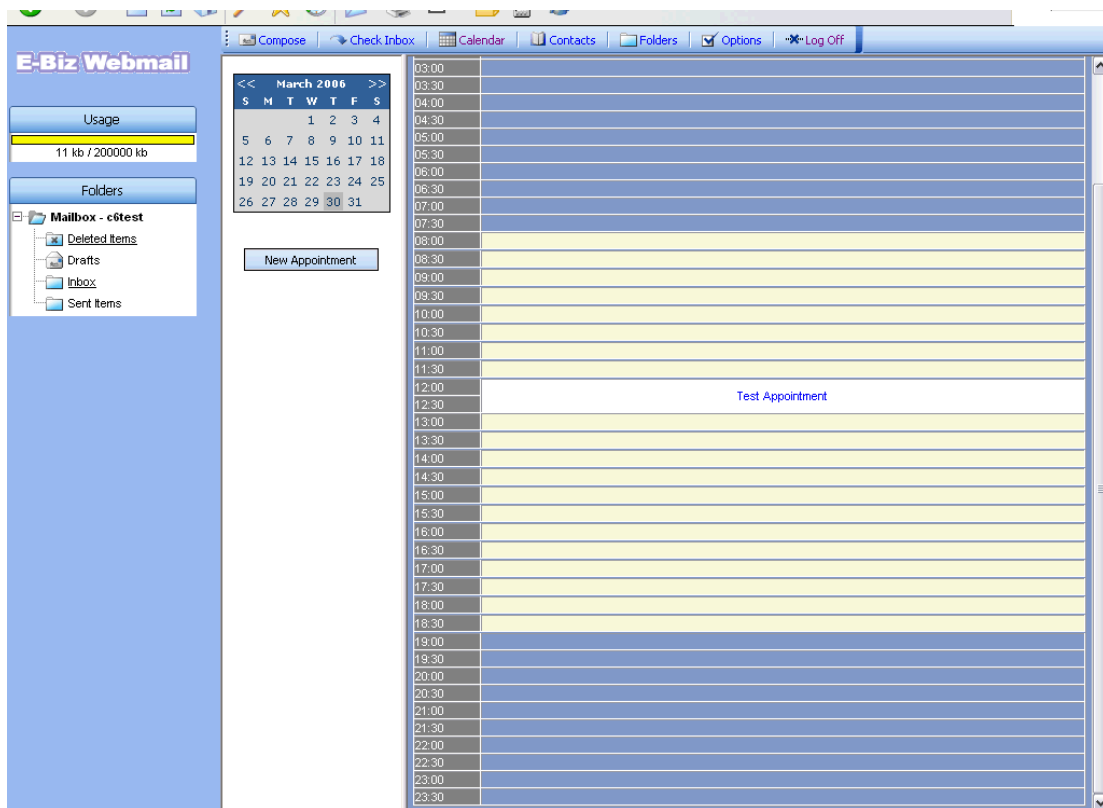 Compose Check Inbox Calendar Contacts Folders Options Log Off
E-Biz Webmail
Usage
11 kb / 200000 kb
Folders
Mailbox - c6test
Deleted Items
Drafts
Inbox
Sent Items
<< March 2006 >>
S M T W T F S
1 2 3 4
5 6 7 8 9 10 11
12 13 14 15 16 17 18
19 20 21 22 23 24 25
26 27 28 29 30 31
New Appointment
03:00
03:30
04:00
04:30
05:00
05:30
06:00
06:30
07:00
07:30
08:00
08:30
09:00
09:30
10:00
10:30
11:00
11:30
12:00
Test Appointment
12:30
13:00
13:30
14:00
14:30
15:00
15:30
16:00
16:30
17:00
17:30
18:00
18:30
19:00
19:30
20:00
20:30
21:00
21:30
22:00
22:30
23:00
23:30